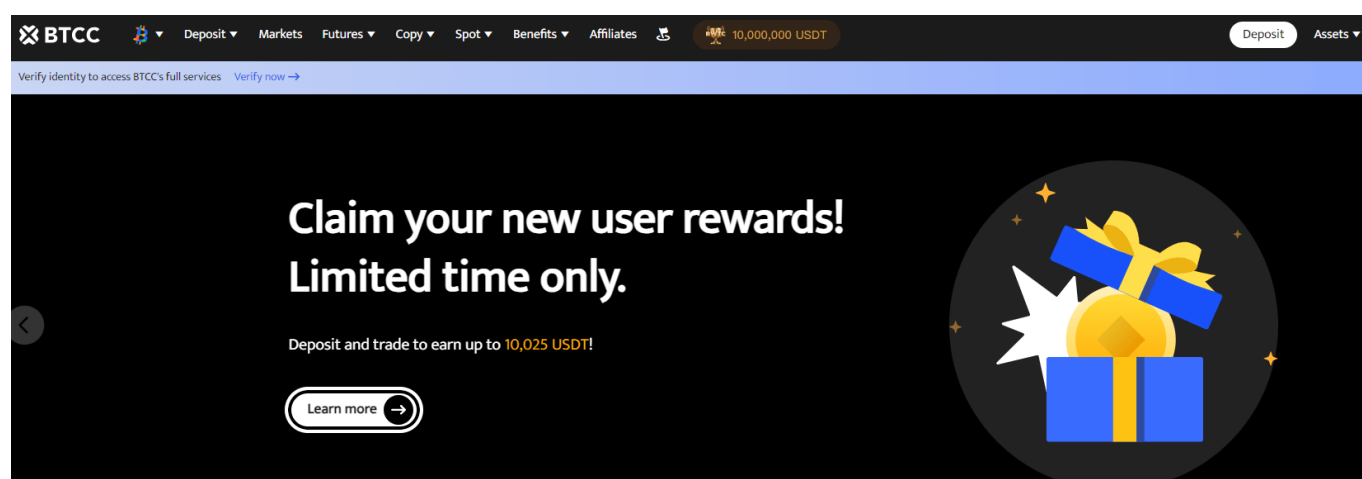 BTCC Deposit Markets Futures Copy Spot Benefits Affiliates 10,000,000 USDT Deposit Assets
Verify identity to access BTCC's full services Verify now →
Claim your new user rewards!
Limited time only.
Deposit and trade to earn up to 10,025 USDT!
Learn more →